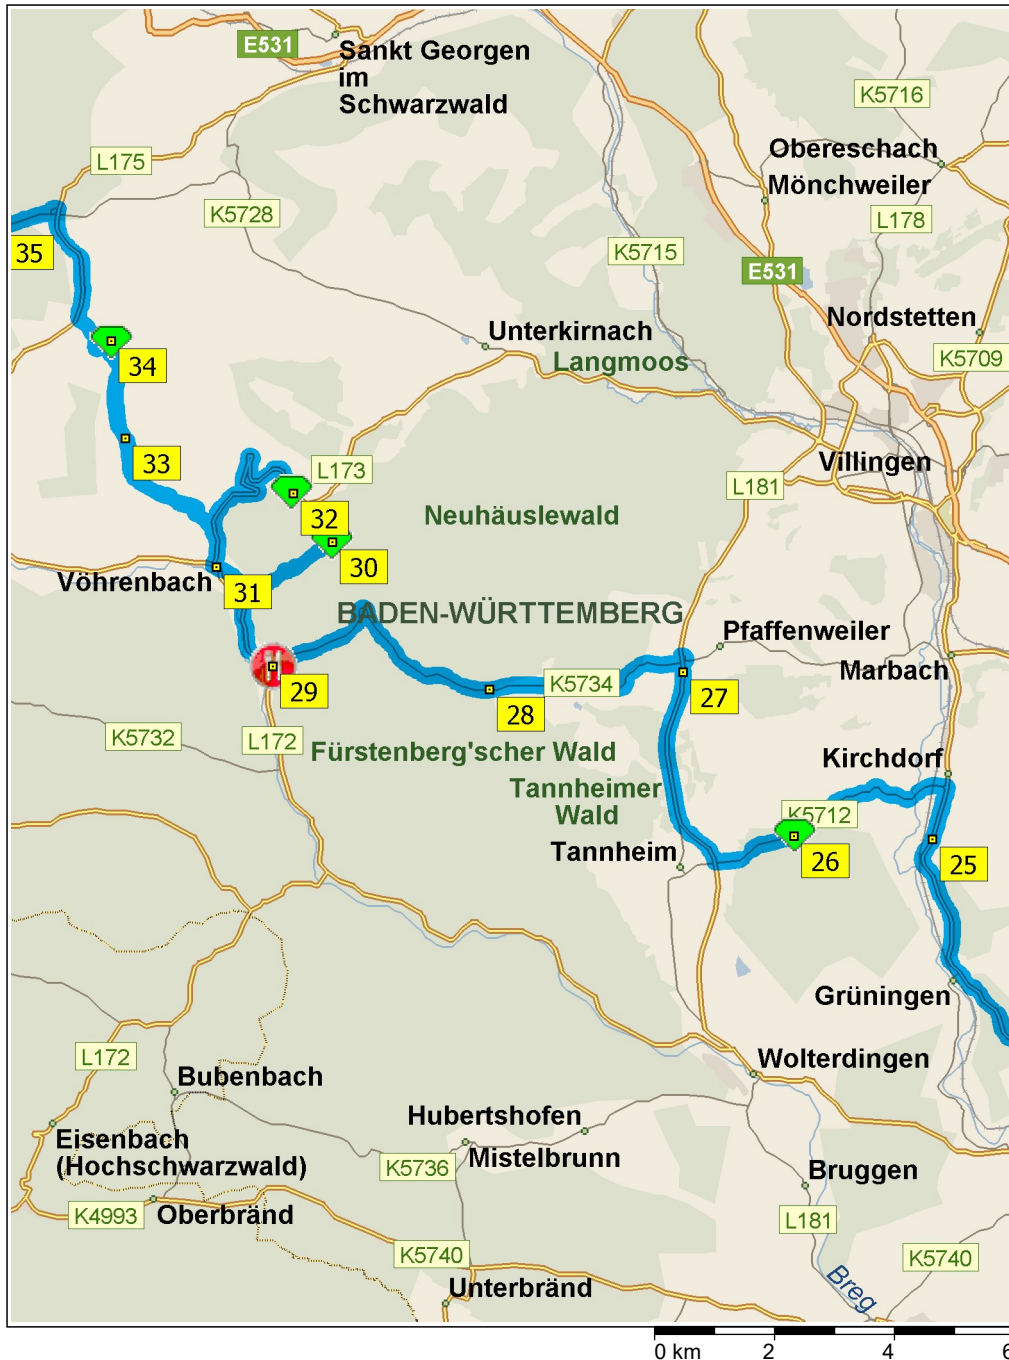 E531
Sankt Georgen
im
Schwarzwald
K5716
Obereschach
Mönchweiler
L175
K5728
L178
35
K5715
E531
Nordstetten
Unterkirnach
Langmoos
K5709
34
33
L173
Villingen
L181
32
Neuhäuslewald
30
Vöhrenbach
31
BADEN-WÜRTTEMBERG
Pfaffenweiler
Marbach
29
K5734
27
28
K5732
L172
Fürstenberg'scher Wald
Kirchdorf
Tannheimer
Wald
K5712
Tannheim
26
25
Grüningen
L172
Wolterdingen
Bubenbach
Hubertshofen
Eisenbach
(Hochschwarzwald)
Mistelbrunn
K5736
Bruggen
K4993
Oberbränd
L181
K5740
K5740
Unterbränd
Breg
0 km
2
4
6